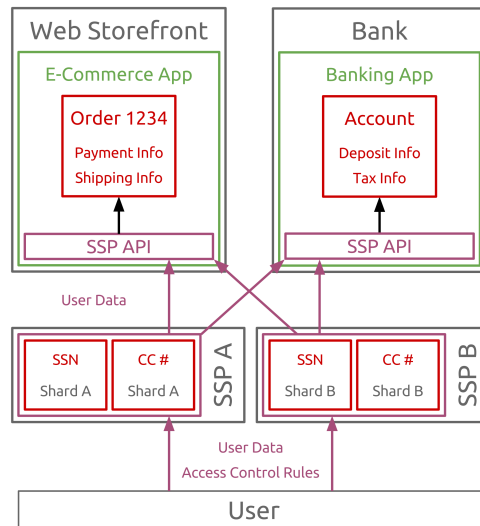 Web Storefront
Bank
E-Commerce App
Banking App
Order 1234
Payment Info
Shipping Info
Account
Deposit Info
Tax Info
SSP API
SSP API
User Data
SSN
Shard A
CC #
Shard A
SSP A
SSN
Shard B
CC #
Shard B
SSP B
User Data
Access Control Rules
User